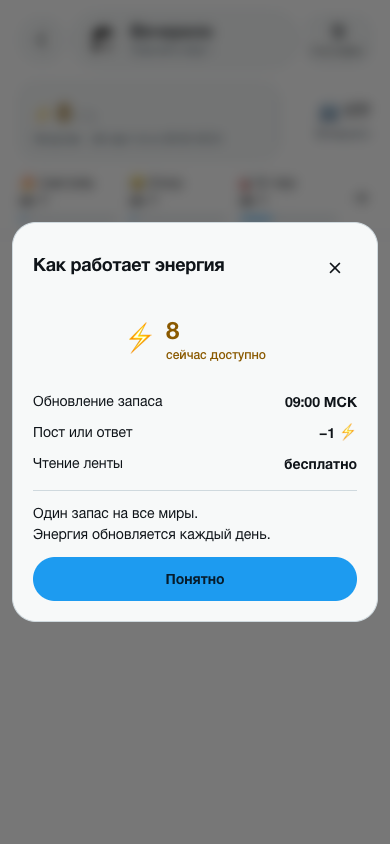 Как работает энергия
8
сейчас доступно
Обновление запаса 09:00 МСК
Пост или ответ −1 ⚡
Чтение ленты бесплатно
Один запас на все миры.
Энергия обновляется каждый день.
Понятно